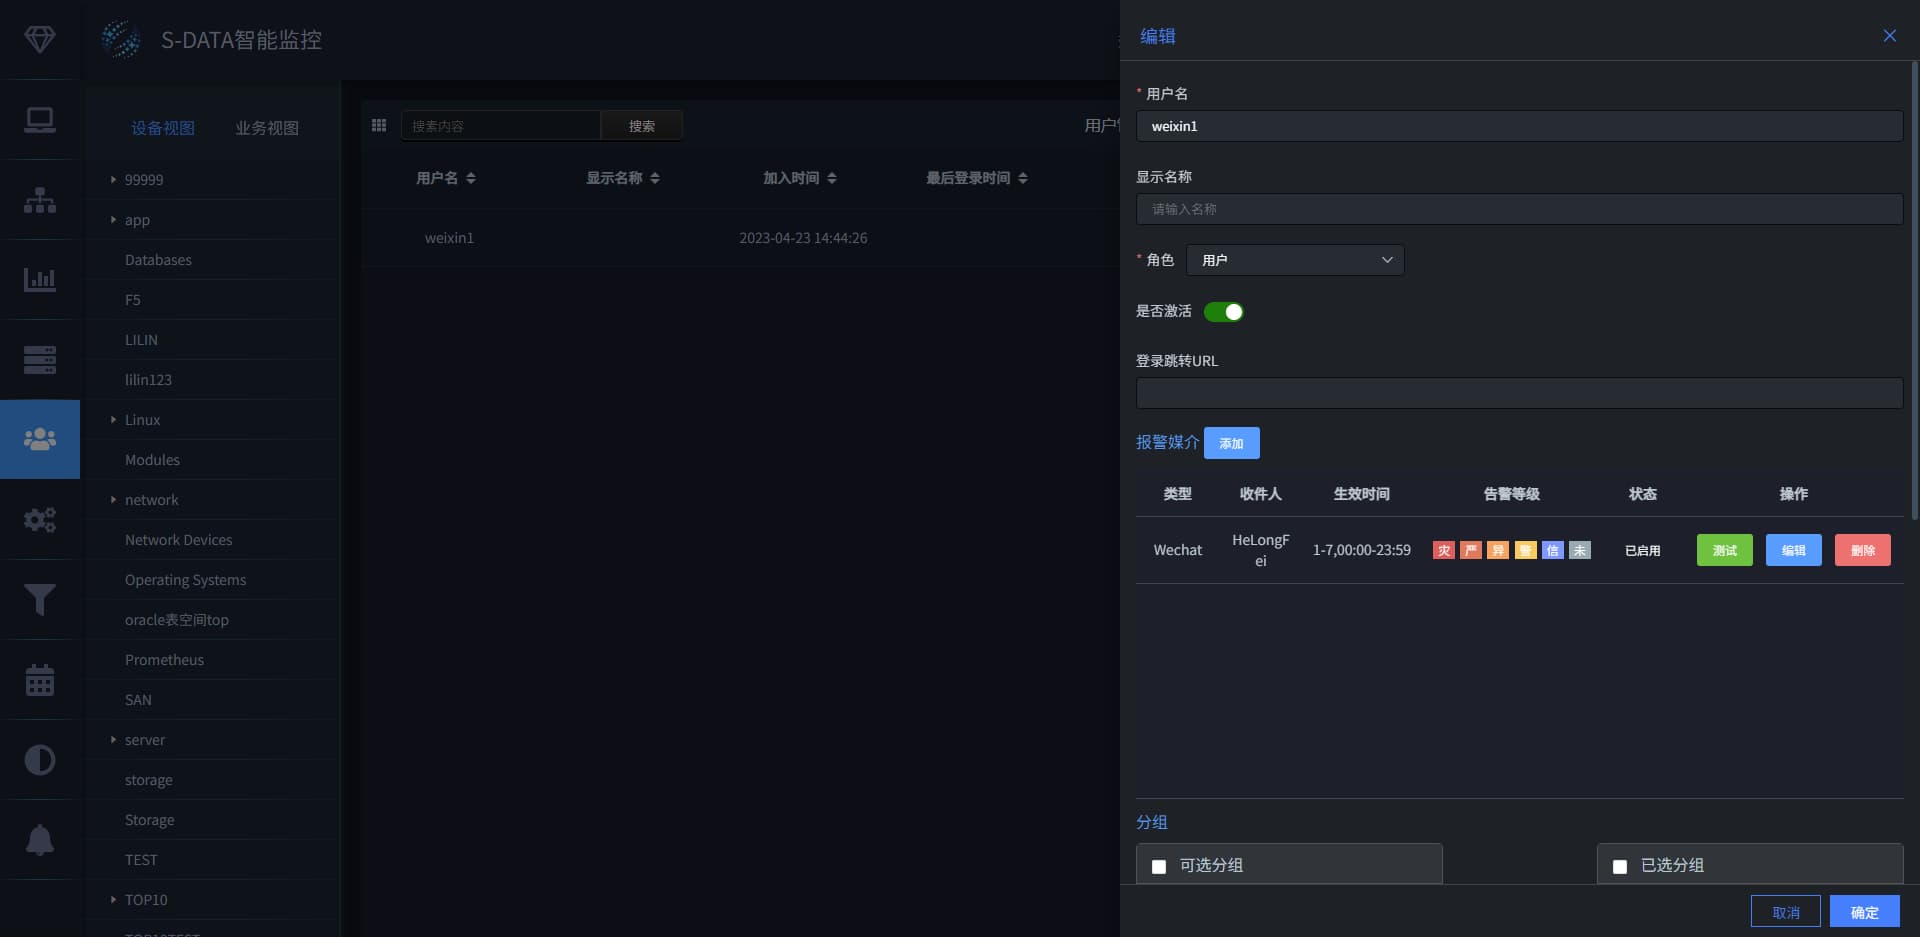 S-DATA智能监控
设备视图 业务视图
99999
app
Databases
F5
LILIN
lilin123
Linux
Modules
network
Network Devices
Operating Systems
oracle表空间top
Prometheus
SAN
server
storage
Storage
TEST
TOP10
TOP10TEST
搜索内容 搜索 用户
用户名 显示名称 加入时间 最后登录时间
weixin1 2023-04-23 14:44:26
编辑
* 用户名
weixin1
显示名称
请输入名称
* 角色 用户
是否激活
登录跳转URL
报警媒介 添加
类型 收件人 生效时间 告警等级 状态 操作
Wechat HeLongF
ei 1-7,00:00-23:59 灾 严 异 警 信 未 已启用 测试 编辑 删除
分组
可选分组 已选分组
取消 确定